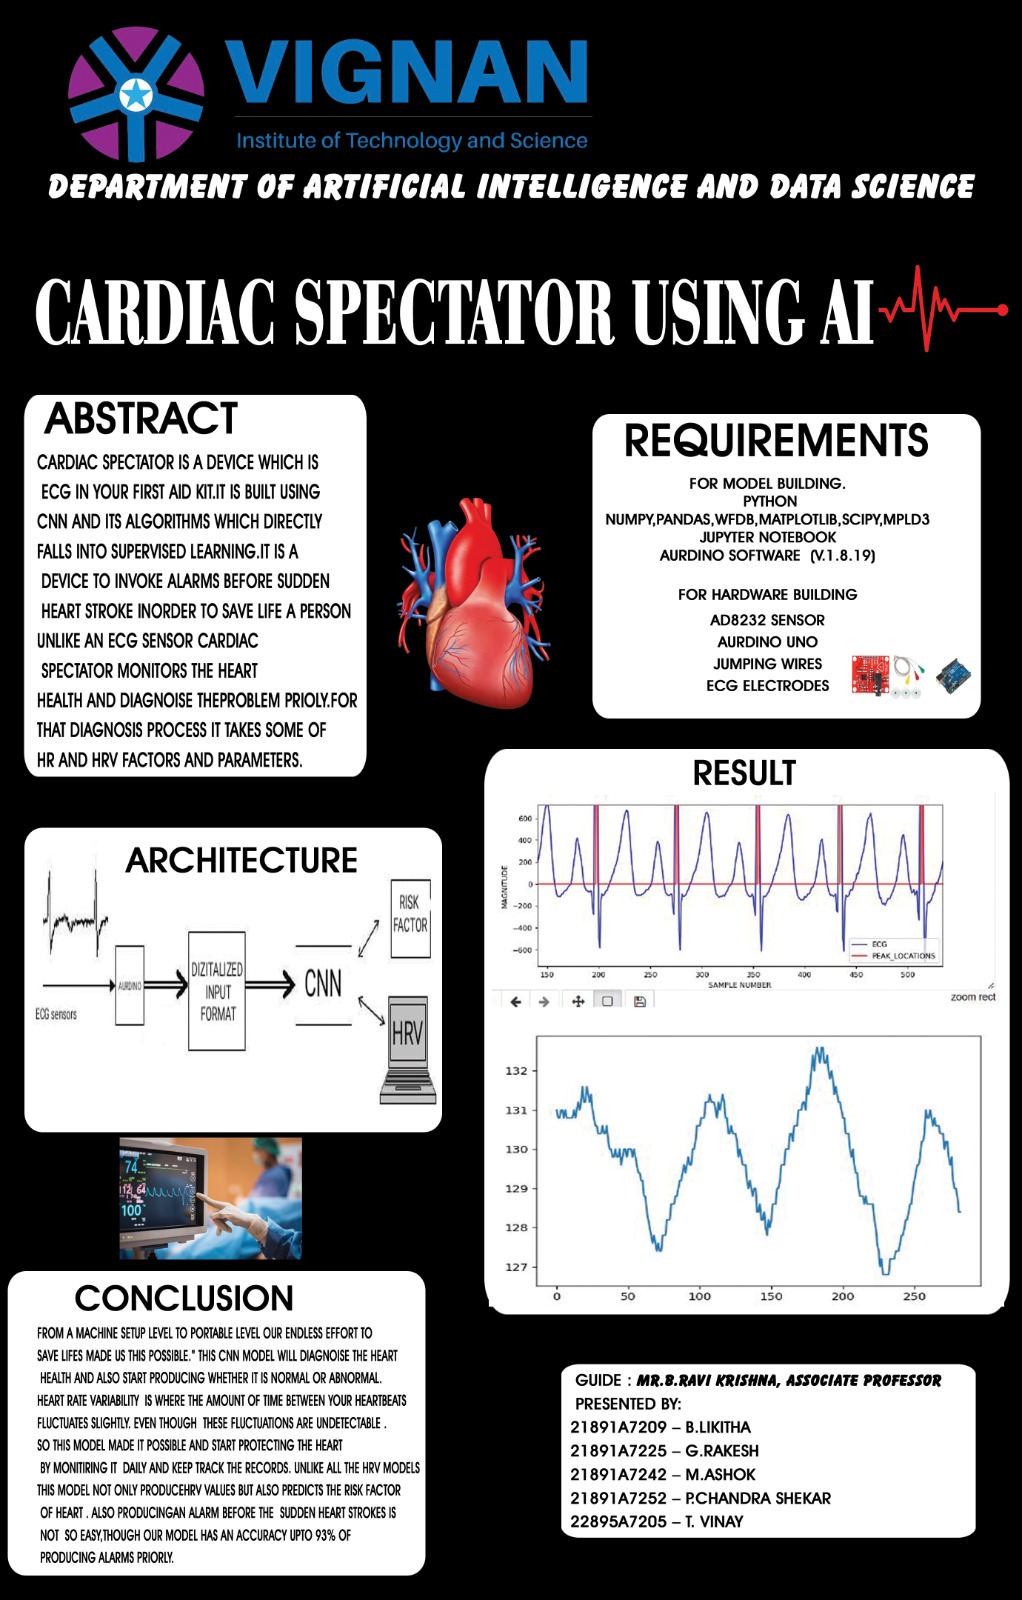 VIGNAN
Institute of Technology and Science
DEPARTMENT OF ARTIFICIAL INTELLIGENCE AND DATA SCIENCE
CARDIAC SPECTATOR USING AI
ABSTRACT
CARDIAC SPECTATOR IS A DEVICE WHICH IS
ECG IN YOUR FIRST AID KIT.IT IS BUILT USING
CNN AND ITS ALGORITHMS WHICH DIRECTLY
FALLS INTO SUPERVISED LEARNING.IT IS A
DEVICE TO INVOKE ALARMS BEFORE SUDDEN
HEART STROKE INORDER TO SAVE LIFE A PERSON
UNLIKE AN ECG SENSOR CARDIAC
SPECTATOR MONITORS THE HEART
HEALTH AND DIAGNOISE THEPROBLEM PRIOLY.FOR
THAT DIAGNOSIS PROCESS IT TAKES SOME OF
HR AND HRV FACTORS AND PARAMETERS.
REQUIREMENTS
FOR MODEL BUILDING.
PYTHON
NUMPY,PANDAS,WFDB,MATPLOTLIB,SCIPY,MPLD3
JUPYTER NOTEBOOK
AURDINO SOFTWARE (V.1.8.19)
FOR HARDWARE BUILDING
AD8232 SENSOR
AURDINO UNO
JUMPING WIRES
ECG ELECTRODES
ARCHITECTURE
ECG sensors
AURDINO
DIZITALIZED
INPUT
FORMAT
CNN
RISK
FACTOR
HRV
RESULT
MAGNITUDE
600
400
200
0
−200
−400
−600
ECG
PEAK_LOCATIONS
150 200 250 300 350 400 450 500
SAMPLE NUMBER
zoom rect
132
131
130
129
128
127
0 50 100 150 200 250
74
112 64
100
CONCLUSION
FROM A MACHINE SETUP LEVEL TO PORTABLE LEVEL OUR ENDLESS EFFORT TO
SAVE LIFES MADE US THIS POSSIBLE." THIS CNN MODEL WILL DIAGNOISE THE HEART
HEALTH AND ALSO START PRODUCING WHETHER IT IS NORMAL OR ABNORMAL.
HEART RATE VARIABILITY IS WHERE THE AMOUNT OF TIME BETWEEN YOUR HEARTBEATS
FLUCTUATES SLIGHTLY. EVEN THOUGH THESE FLUCTUATIONS ARE UNDETECTABLE .
SO THIS MODEL MADE IT POSSIBLE AND START PROTECTING THE HEART
BY MONITIRING IT DAILY AND KEEP TRACK THE RECORDS. UNLIKE ALL THE HRV MODELS
THIS MODEL NOT ONLY PRODUCEHRV VALUES BUT ALSO PREDICTS THE RISK FACTOR
OF HEART . ALSO PRODUCINGAN ALARM BEFORE THE SUDDEN HEART STROKES IS
NOT SO EASY,THOUGH OUR MODEL HAS AN ACCURACY UPTO 93% OF
PRODUCING ALARMS PRIORLY.
GUIDE : MR.B.RAVI KRISHNA, ASSOCIATE PROFESSOR
PRESENTED BY:
21891A7209 – B.LIKITHA
21891A7225 – G.RAKESH
21891A7242 – M.ASHOK
21891A7252 – P.CHANDRA SHEKAR
22895A7205 – T. VINAY